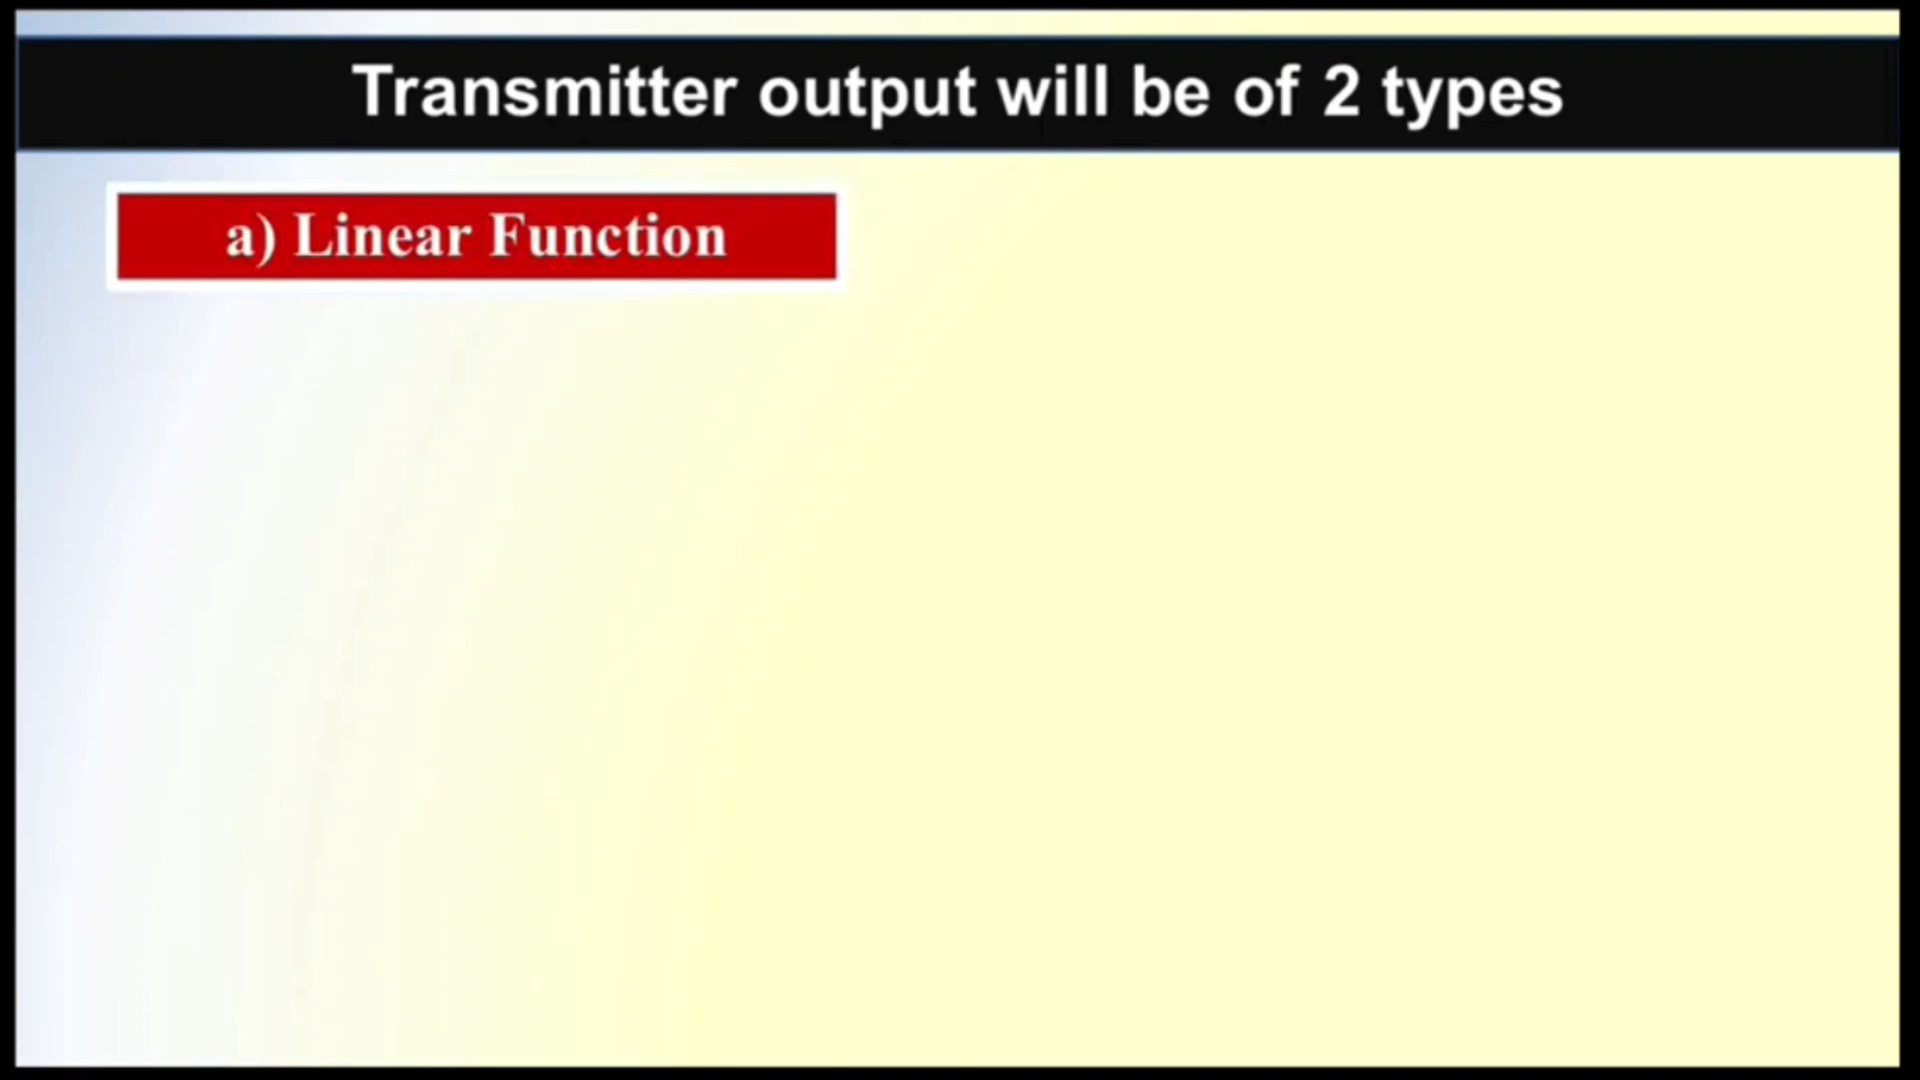 Transmitter output will be of 2 types
a) Linear Function